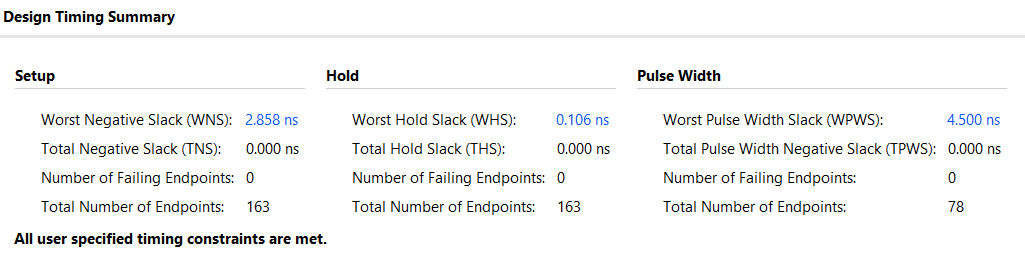 Design Timing Summary
Setup Hold Pulse Width
Worst Negative Slack (WNS): 2.858 ns Worst Hold Slack (WHS): 0.106 ns Worst Pulse Width Slack (WPWS): 4.500 ns
Total Negative Slack (TNS): 0.000 ns Total Hold Slack (THS): 0.000 ns Total Pulse Width Negative Slack (TPWS): 0.000 ns
Number of Failing Endpoints: 0 Number of Failing Endpoints: 0 Number of Failing Endpoints: 0
Total Number of Endpoints: 163 Total Number of Endpoints: 163 Total Number of Endpoints: 78
All user specified timing constraints are met.